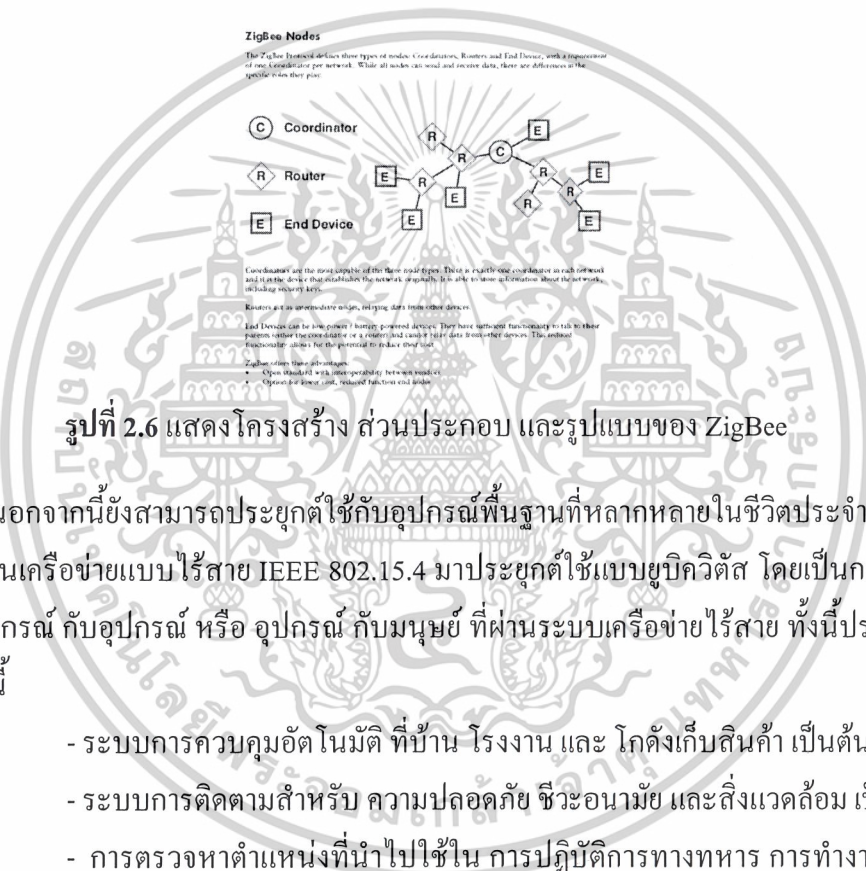 ZigBee Nodes
The ZigBee Protocol defines three types of nodes: Coordinators, Routers and End Device, with a requirement
of one Coordinator per network. While all nodes can send and receive data, there are differences in the
specific roles they play.
E
C Coordinator R C
R R
R Router E R E
R R
E R
E End Device E E
Coordinators are the most capable of the three node types. There is exactly one coordinator in each network
and it is the device that establishes the network originally. It is able to store information about the network,
including security keys.
Routers act as intermediate nodes, relaying data from other devices.
End Devices can be low-power / battery-powered devices. They have sufficient functionality to talk to their
parents (either the coordinator or a router) and cannot relay data from other devices. This reduced
functionality allows for the potential to reduce their cost.
ZigBee offers these advantages:
• Open standard with interoperability between vendors
• Option for lower cost, reduced function end nodes
รูปที่ 2.6 แสดงโครงสร้าง ส่วนประกอบ และรูปแบบของ ZigBee
นอกจากนี้ยังสามารถประยุกต์ใช้กับอุปกรณ์พื้นฐานที่หลากหลายในชีวิตประจำ
นเครือข่ายแบบไร้สาย IEEE 802.15.4 มาประยุกต์ใช้แบบยูบิควิตัส โดยเป็นก
กรณ์ กับอุปกรณ์ หรือ อุปกรณ์ กับมนุษย์ ที่ผ่านระบบเครือข่ายไร้สาย ทั้งนี้ประ
นี้
- ระบบการควบคุมอัตโนมัติ ที่บ้าน โรงงาน และ โกดังเก็บสินค้า เป็นต้น
- ระบบการติดตามสำหรับ ความปลอดภัย ชีวะอนามัย และสิ่งแวดล้อม เ
- การตรวจหาตำแหน่งที่นำไปใช้ใน การปฏิบัติการทางทหาร การทำงา